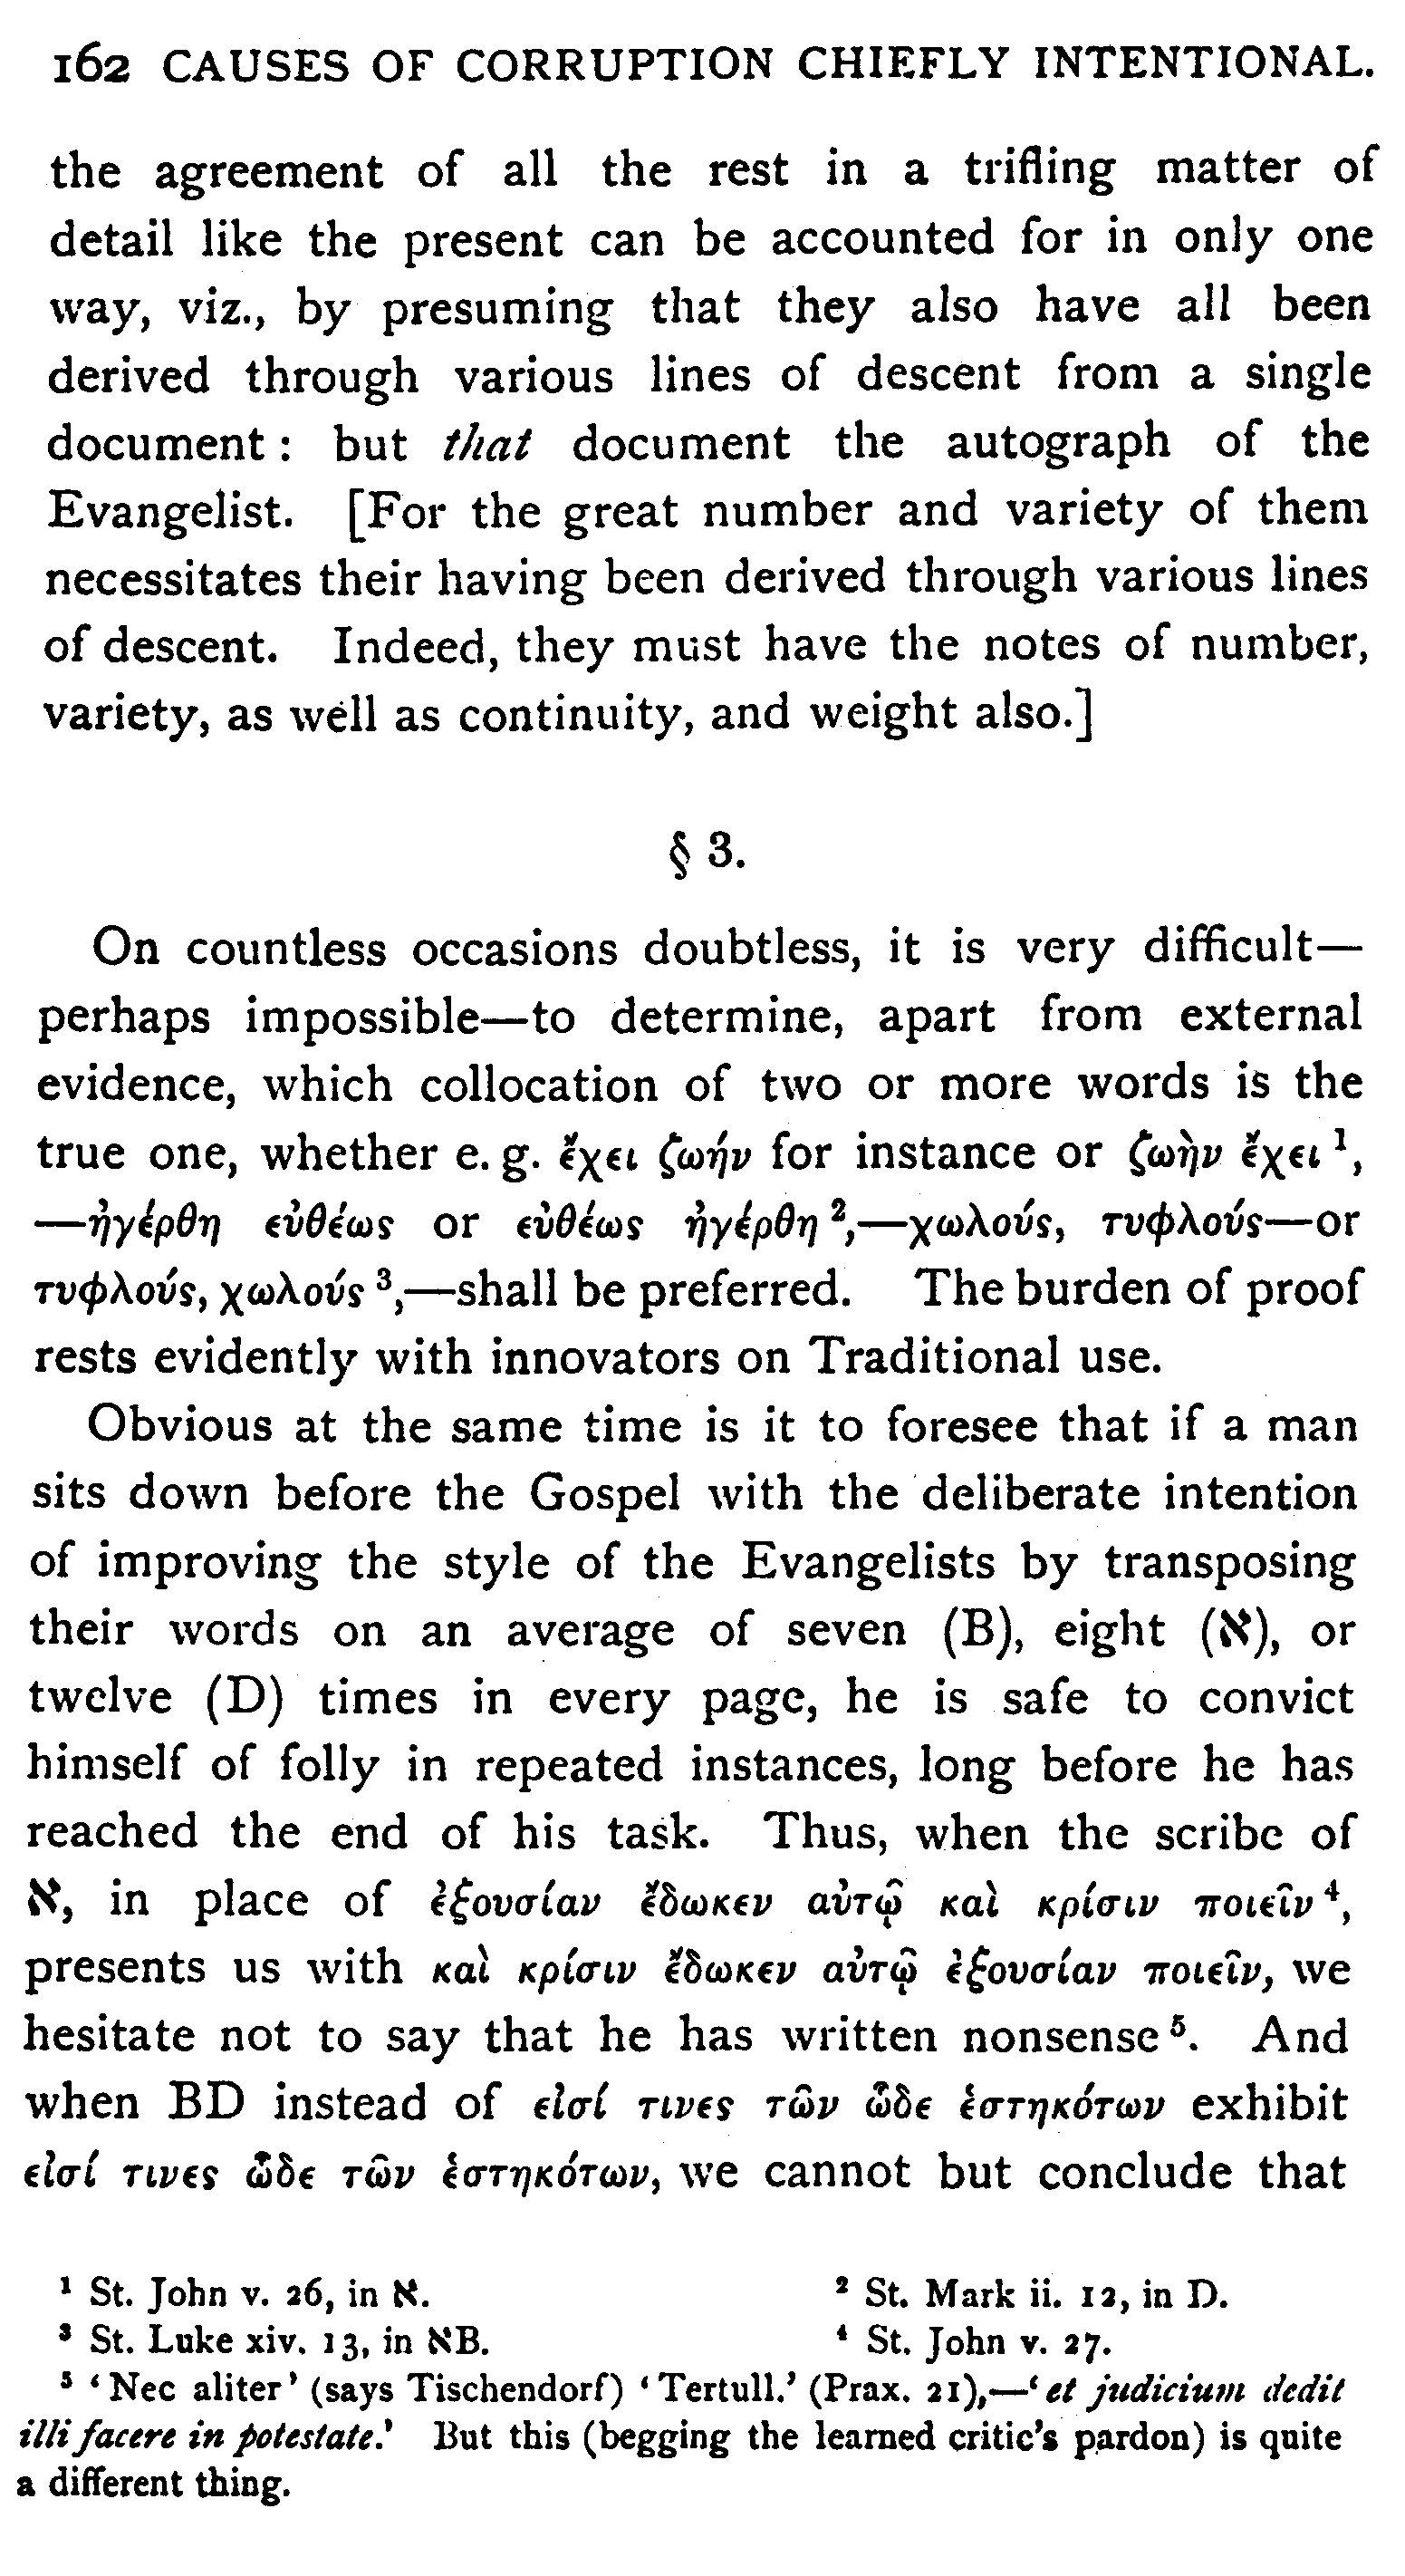 162 CAUSES OF CORRUPTION CHIEFLY INTENTIONAL.
the agreement of all the rest in a trifling matter of
detail like the present can be accounted for in only one
way, viz., by presuming that they also have all been
derived through various lines of descent from a single
document : but that document the autograph of the
Evangelist. [For the great number and variety of them
necessitates their having been derived through various lines
of descent. Indeed, they must have the notes of number,
variety, as well as continuity, and weight also.]
§ 3.
On countless occasions doubtless, it is very difficult—
perhaps impossible—to determine, apart from external
evidence, which collocation of two or more words is the
true one, whether e. g. ἔχει ζωήν for instance or ζωὴν ἔχει ¹,
—ἠγέρθη εὐθέως or εὐθέως ἠγέρθη ²,—χωλούς, τυφλούς—or
τυφλούς, χωλούς ³,—shall be preferred. The burden of proof
rests evidently with innovators on Traditional use.
Obvious at the same time is it to foresee that if a man
sits down before the Gospel with the deliberate intention
of improving the style of the Evangelists by transposing
their words on an average of seven (B), eight (א), or
twelve (D) times in every page, he is safe to convict
himself of folly in repeated instances, long before he has
reached the end of his task. Thus, when the scribe of
א, in place of ἐξουσίαν ἔδωκεν αὐτῷ καὶ κρίσιν ποιεῖν ⁴,
presents us with καὶ κρίσιν ἔδωκεν αὐτῷ ἐξουσίαν ποιεῖν, we
hesitate not to say that he has written nonsense ⁵. And
when BD instead of εἰσί τινες τῶν ὧδε ἑστηκότων exhibit
εἰσί τινες ὧδε τῶν ἑστηκότων, we cannot but conclude that
¹ St. John v. 26, in א. ² St. Mark ii. 12, in D.
³ St. Luke xiv. 13, in אB. ⁴ St. John v. 27.
⁵ ‘Nec aliter’ (says Tischendorf) ‘Tertull.’ (Prax. 21),—‘et judicium dedit
illi facere in potestate.’ But this (begging the learned critic's pardon) is quite
a different thing.